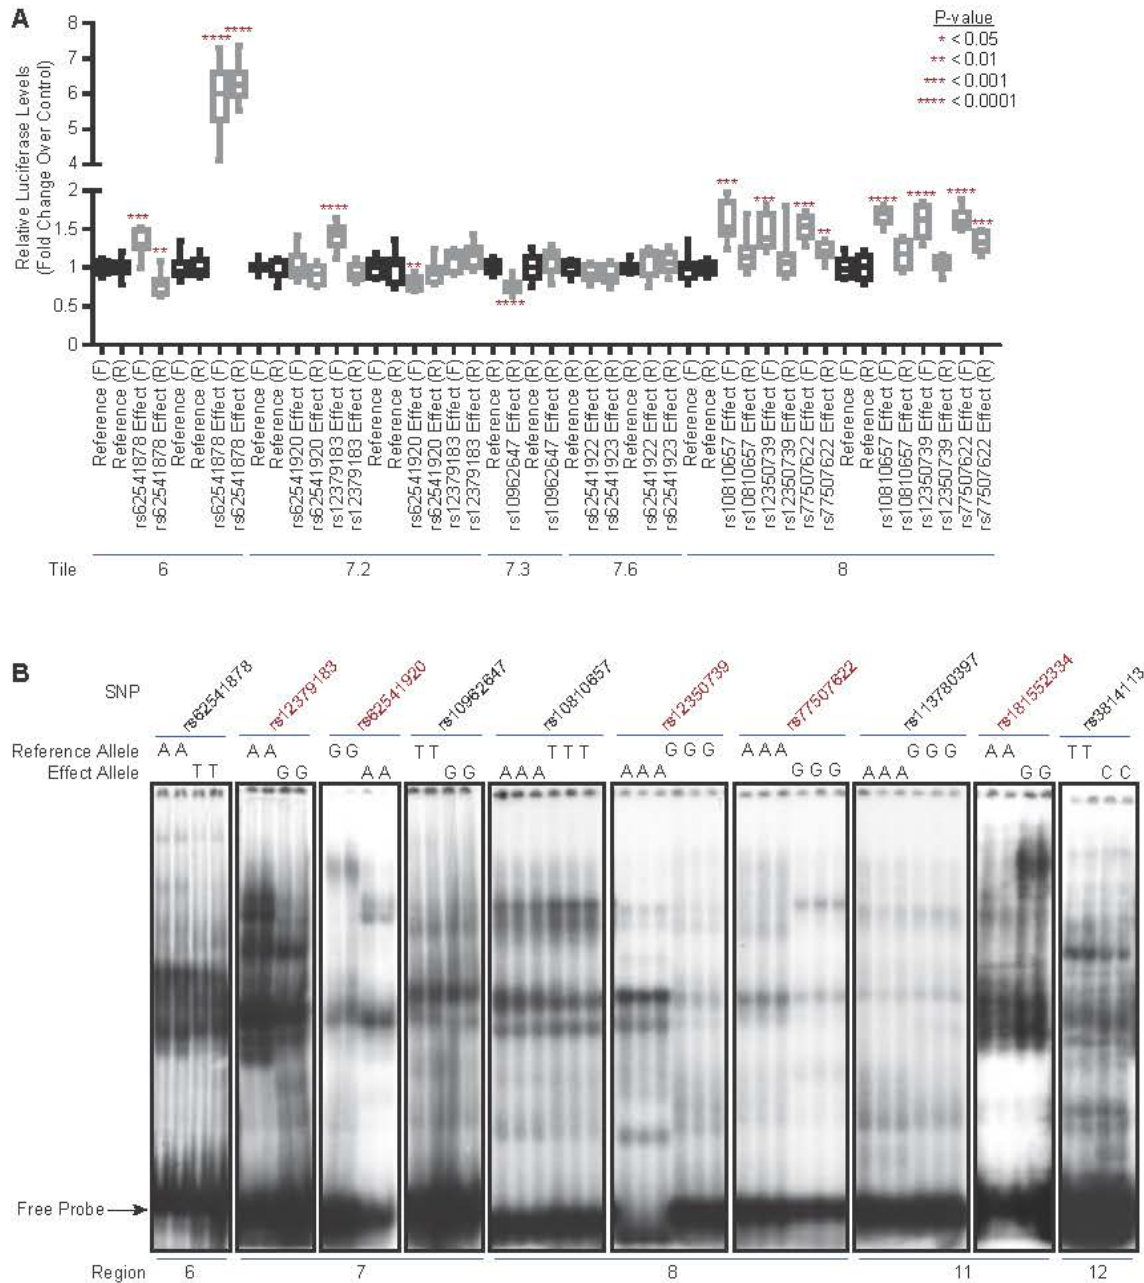 A
Relative Luciferase Levels
(Fold Change Over Control)
8
7
6
5
4
2
1.5
1
0.5
0
***
**
****
****
****
**
****
***
***
***
**
****
****
****
***
P-value
* < 0.05
** < 0.01
*** < 0.001
**** < 0.0001
Reference (F)
Reference (R)
rs62541878 Effect (F)
rs62541878 Effect (R)
Reference (F)
Reference (R)
rs62541878 Effect (F)
rs62541878 Effect (R)
Reference (F)
Reference (R)
rs62541920 Effect (F)
rs62541920 Effect (R)
rs12379183 Effect (F)
rs12379183 Effect (R)
Reference (F)
Reference (R)
rs62541920 Effect (F)
rs62541920 Effect (R)
rs12379183 Effect (F)
rs12379183 Effect (R)
Reference (R)
rs10962647 Effect (R)
Reference (R)
rs10962647 Effect (R)
Reference (R)
rs62541922 Effect (R)
rs62541923 Effect (R)
Reference (R)
rs62541922 Effect (R)
rs62541923 Effect (R)
Reference (F)
Reference (R)
rs10810657 Effect (F)
rs10810657 Effect (R)
rs12350739 Effect (F)
rs12350739 Effect (R)
rs77507622 Effect (F)
rs77507622 Effect (R)
Reference (F)
Reference (R)
rs10810657 Effect (F)
rs10810657 Effect (R)
rs12350739 Effect (F)
rs12350739 Effect (R)
rs77507622 Effect (F)
rs77507622 Effect (R)
Tile 6 7.2 7.3 7.6 8
B
SNP rs62541878 rs12379183 rs62541920 rs10962647 rs10810657 rs12350739 rs77507622 rs113780397 rs181552334 rs3814113
Reference Allele A A A A G G T T T T T G G G A A A G G G A A T T
Effect Allele T T G G A A G G A A A A A A G G G A A A G G C C
Free Probe
Region 6 7 8 11 12